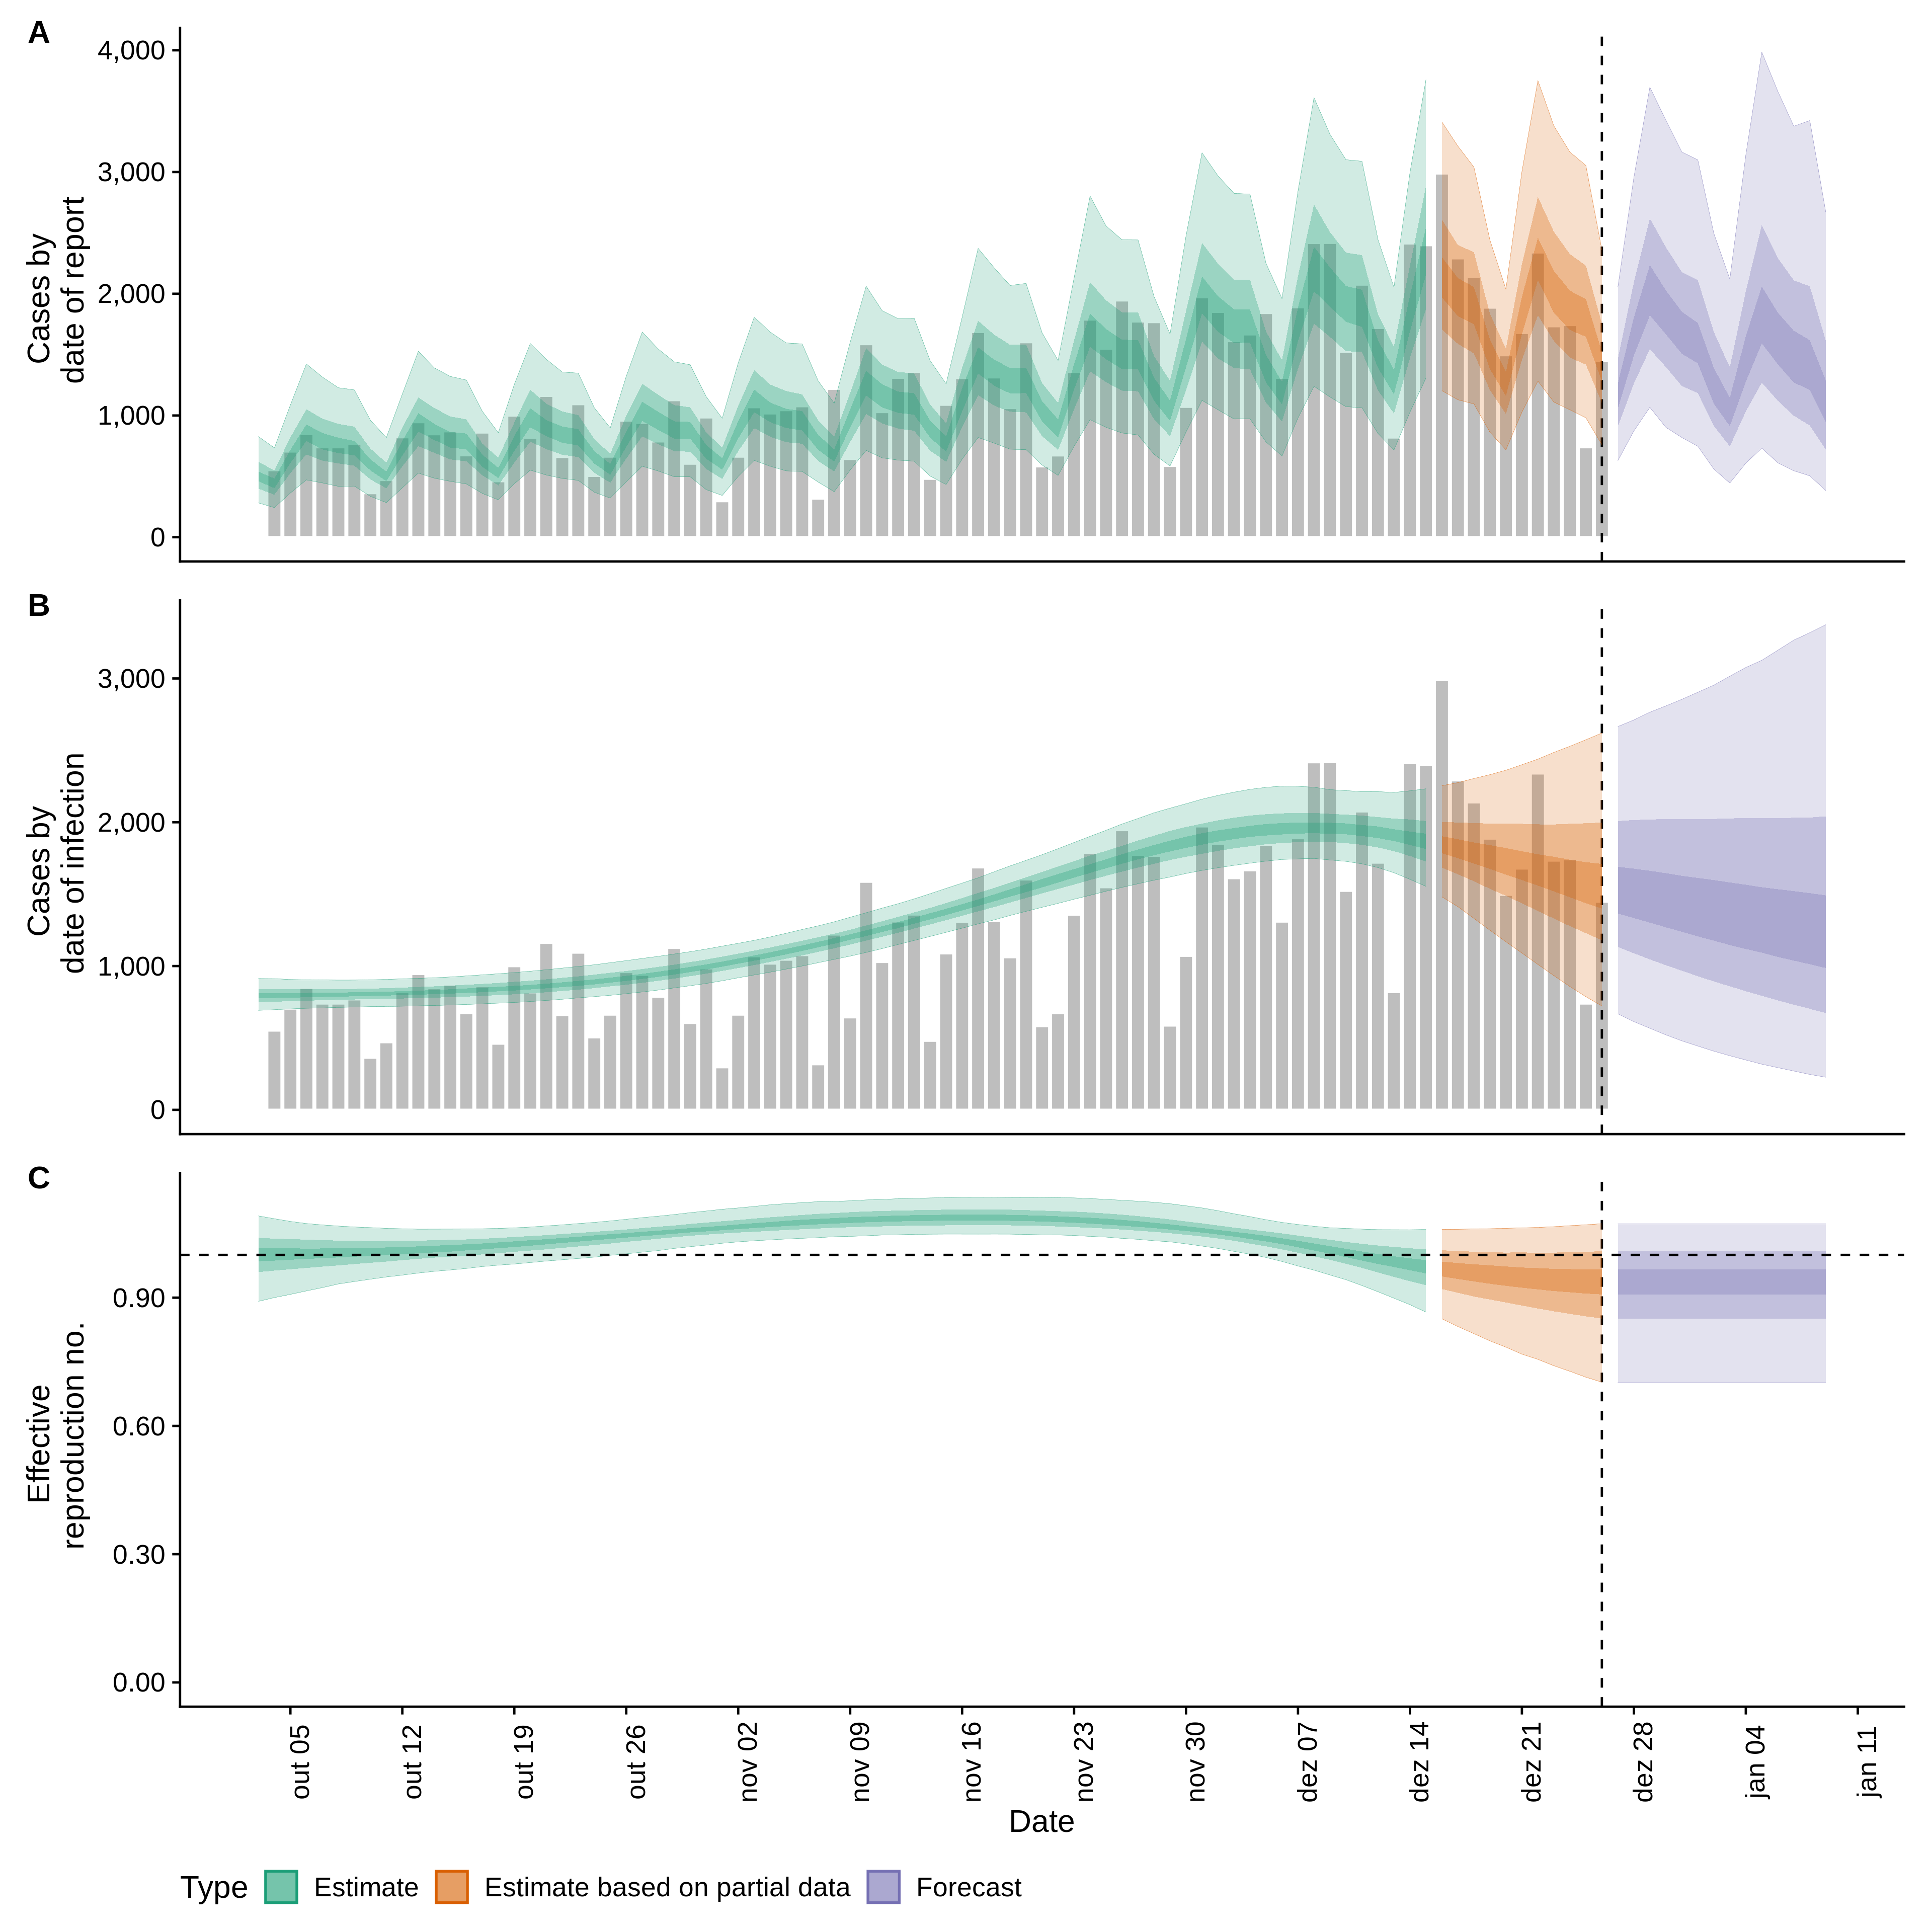 A
4,000
3,000
2,000
1,000
0
Cases by
date of report
B
3,000
2,000
1,000
0
Cases by
date of infection
C
0.90
0.60
0.30
0.00
Effective
reproduction no.
out 05
out 12
out 19
out 26
nov 02
nov 09
nov 16
nov 23
nov 30
dez 07
dez 14
dez 21
dez 28
jan 04
jan 11
Date
Type Estimate Estimate based on partial data Forecast